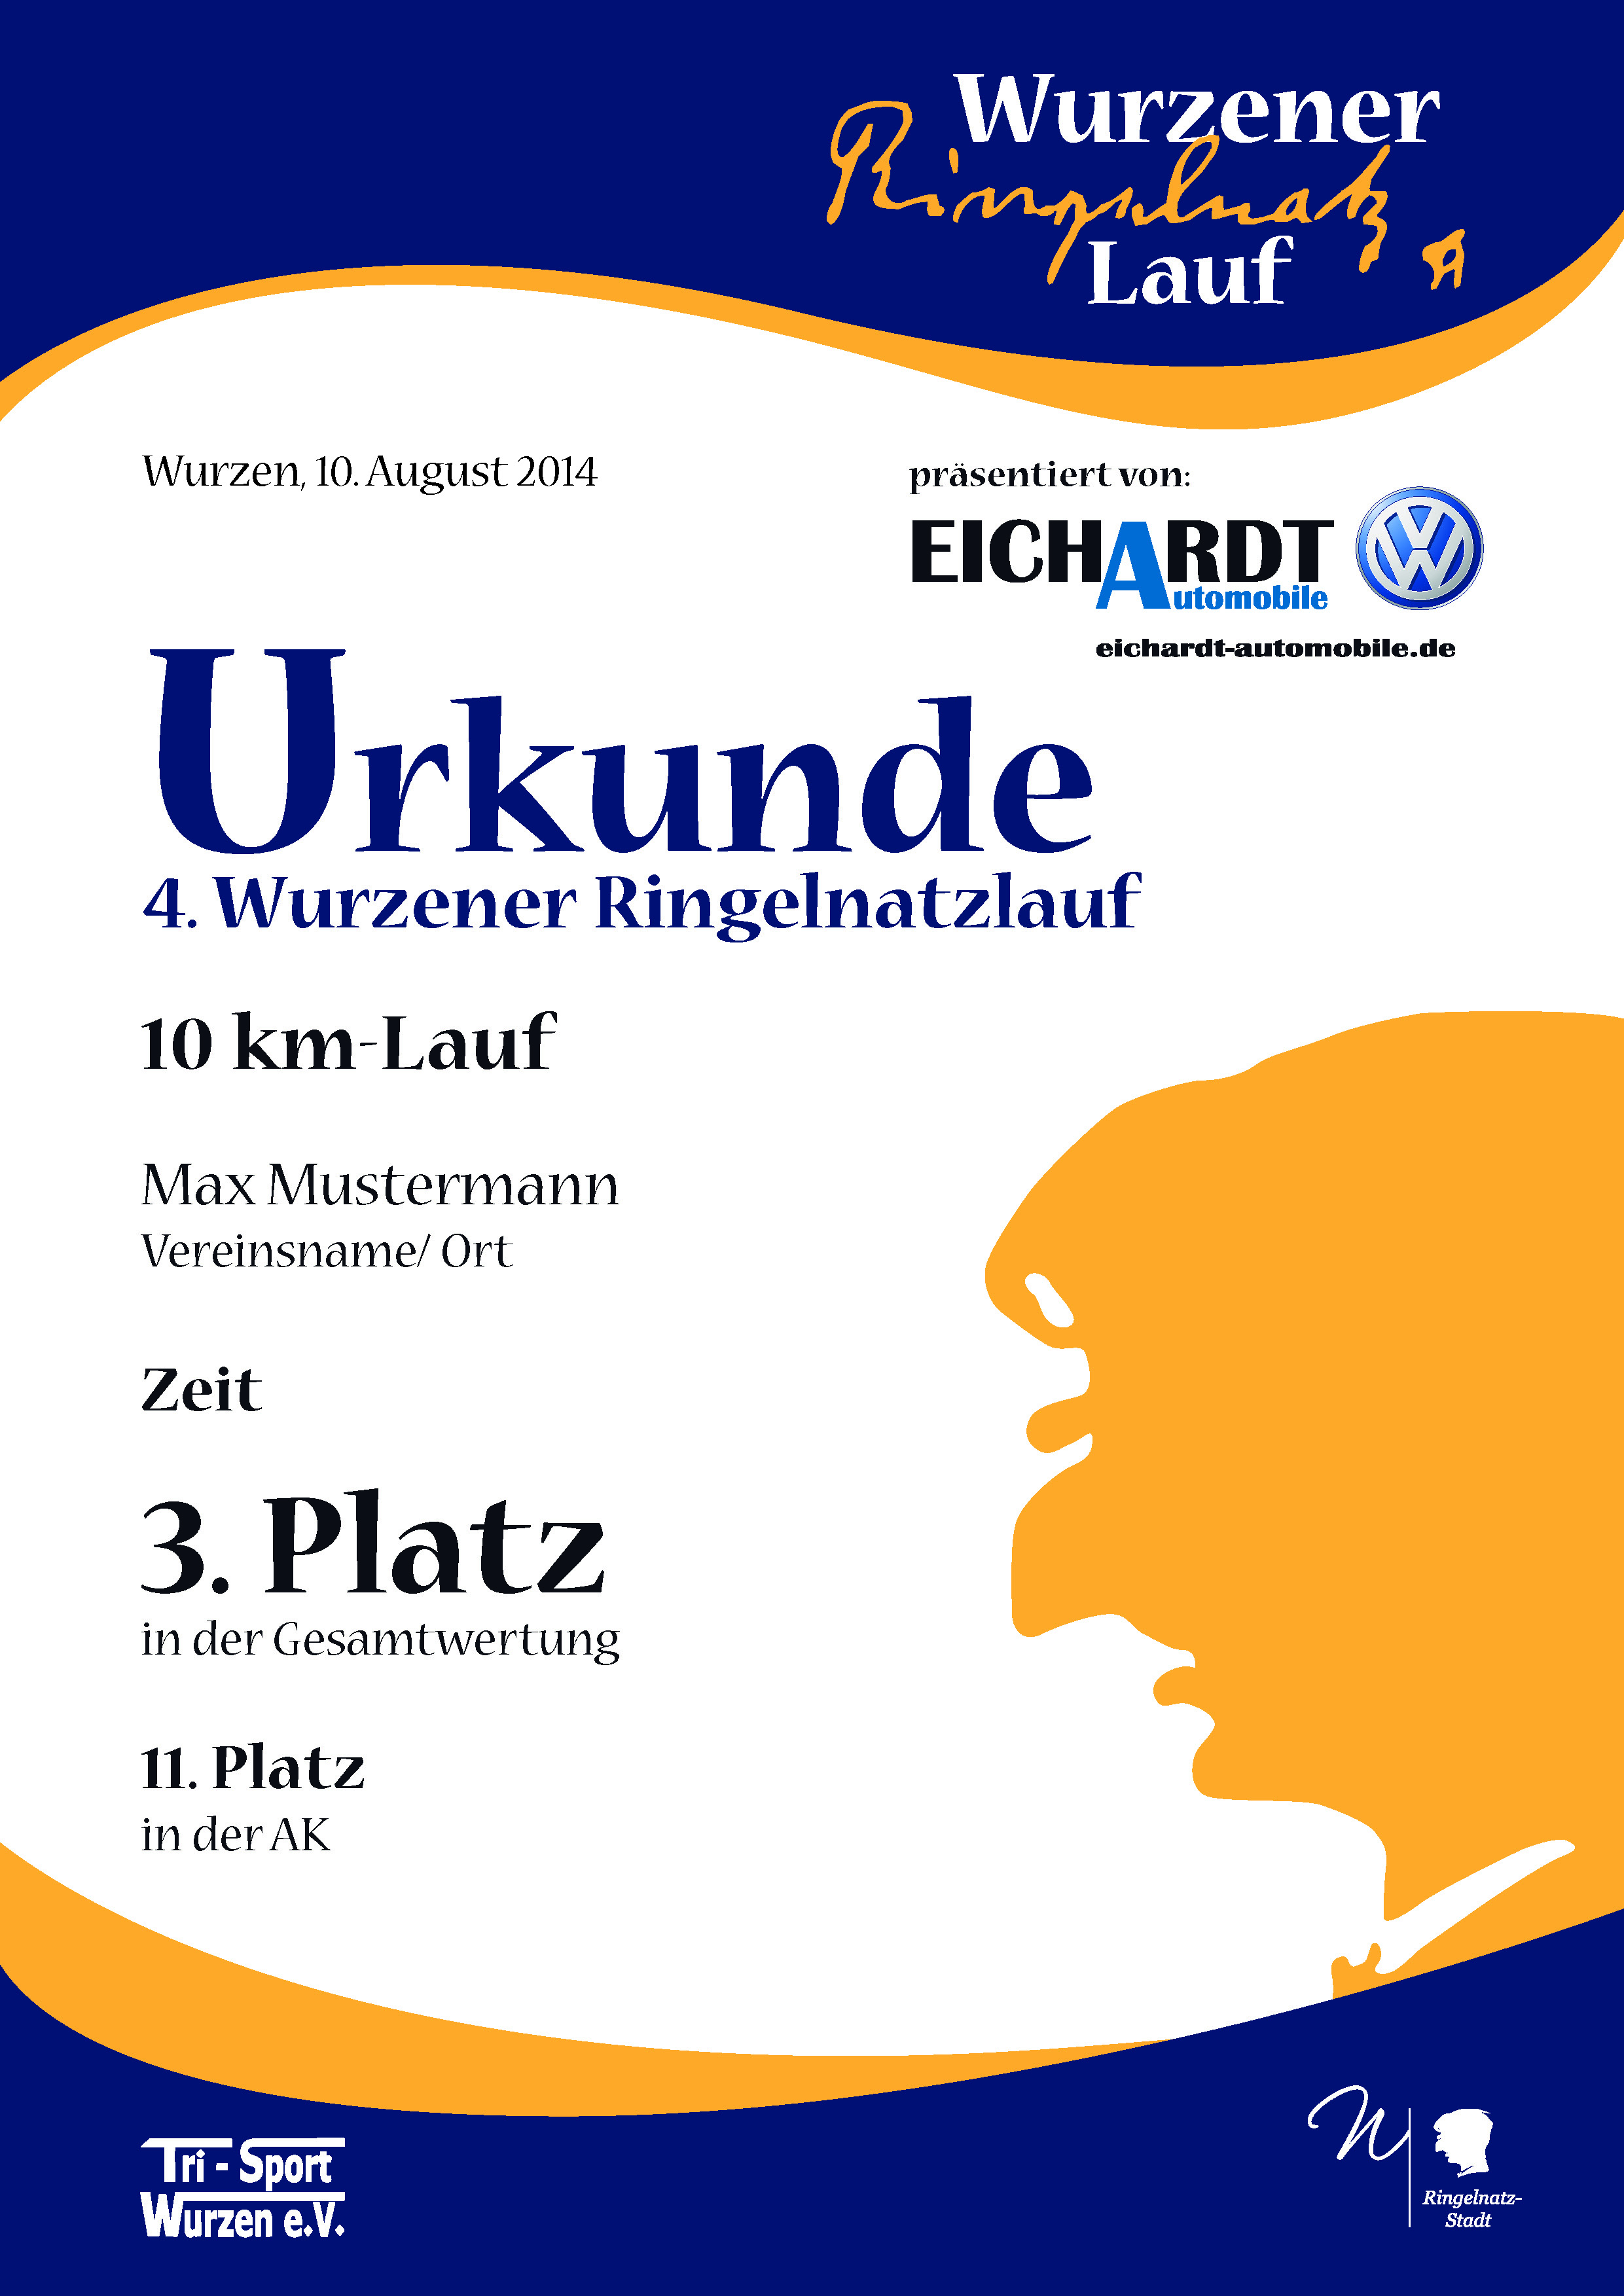 Wurzener
Ringelnatz
Lauf
Wurzen, 10. August 2014
präsentiert von:
EICHARDT
Automobile
eichardt-automobile.de
Urkunde
4. Wurzener Ringelnatzlauf
10 km-Lauf
Max Mustermann
Vereinsname/ Ort
Zeit
3. Platz
in der Gesamtwertung
11. Platz
in der AK
Tri - Sport
Wurzen e.V.
Ringelnatz-
Stadt